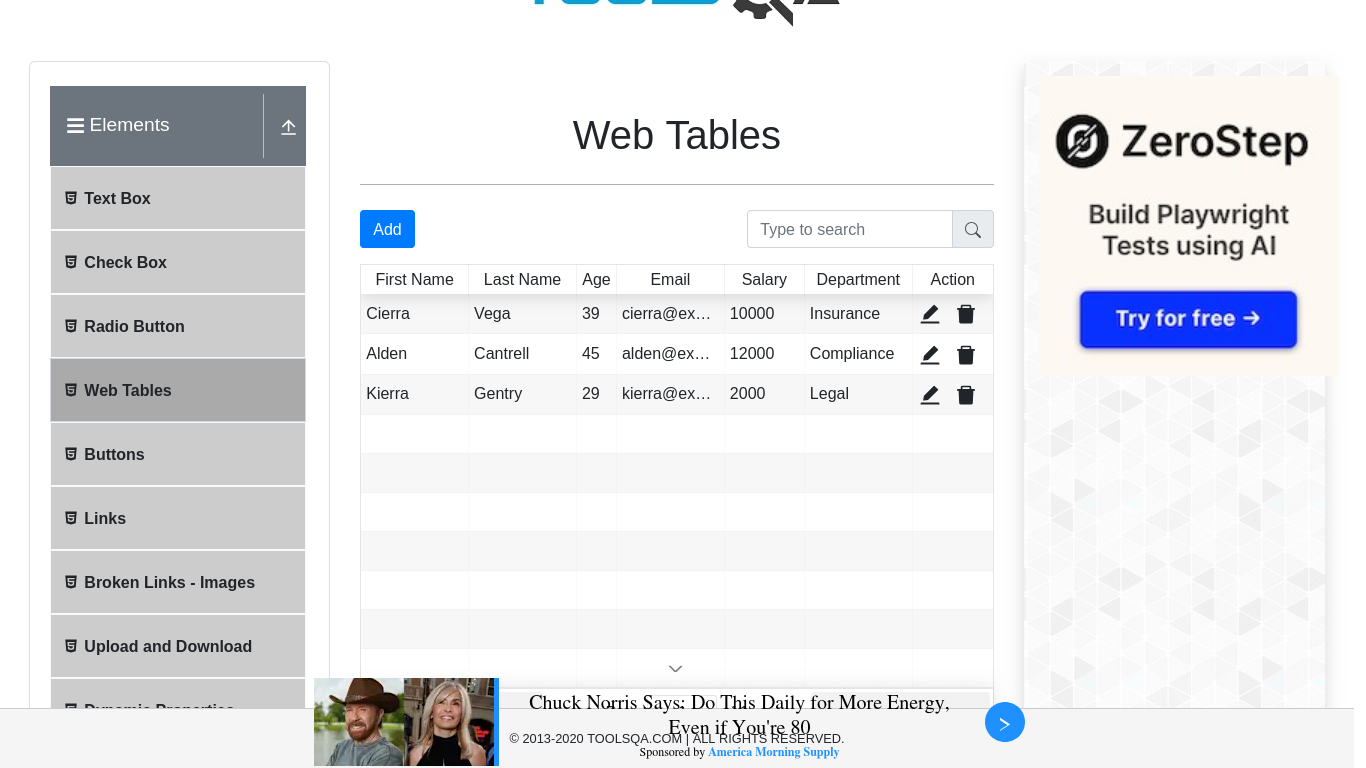 Elements
Text Box
Check Box
Radio Button
Web Tables
Buttons
Links
Broken Links - Images
Upload and Download
Web Tables
Add
Type to search
First Name Last Name Age Email Salary Department Action
Cierra Vega 39 cierra@ex... 10000 Insurance
Alden Cantrell 45 alden@ex... 12000 Compliance
Kierra Gentry 29 kierra@ex... 2000 Legal
ZeroStep
Build Playwright
Tests using AI
Try for free →
Chuck Norris Says: Do This Daily for More Energy,
Even if You're 80
© 2013-2020 TOOLSQA.COM | ALL RIGHTS RESERVED.
Sponsored by America Morning Supply